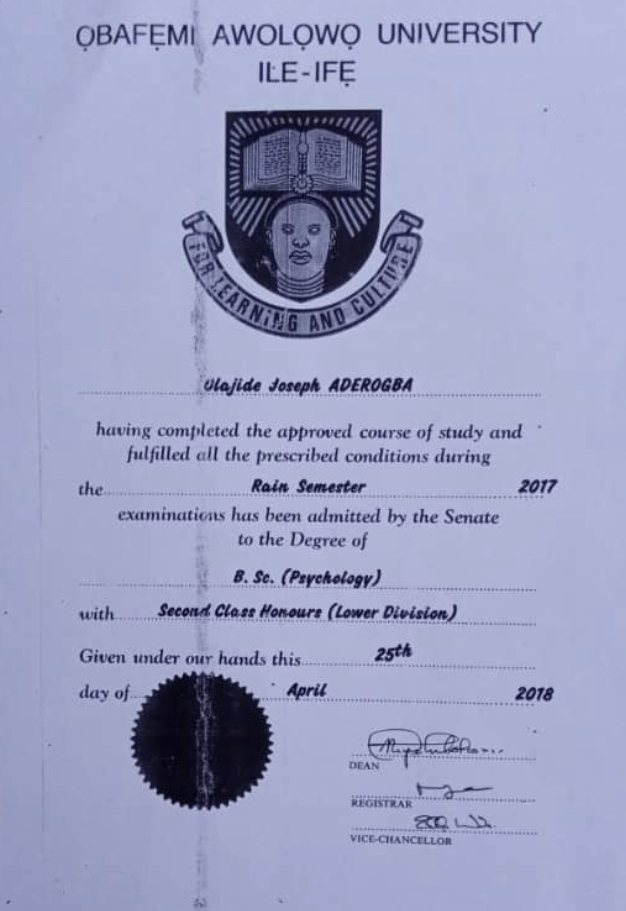 ỌBAFẸMI AWOLỌWỌ UNIVERSITY
ILE-IFẸ
FOR LEARNING AND CULTURE
Olajide Joseph ADEROGBA
having completed the approved course of study and
fulfilled all the prescribed conditions during
the Rain Semester 2017
examinations has been admitted by the Senate
to the Degree of
B. Sc. (Psychology)
with Second Class Honours (Lower Division)
Given under our hands this 25th
day of April 2018
DEAN
REGISTRAR
VICE-CHANCELLOR